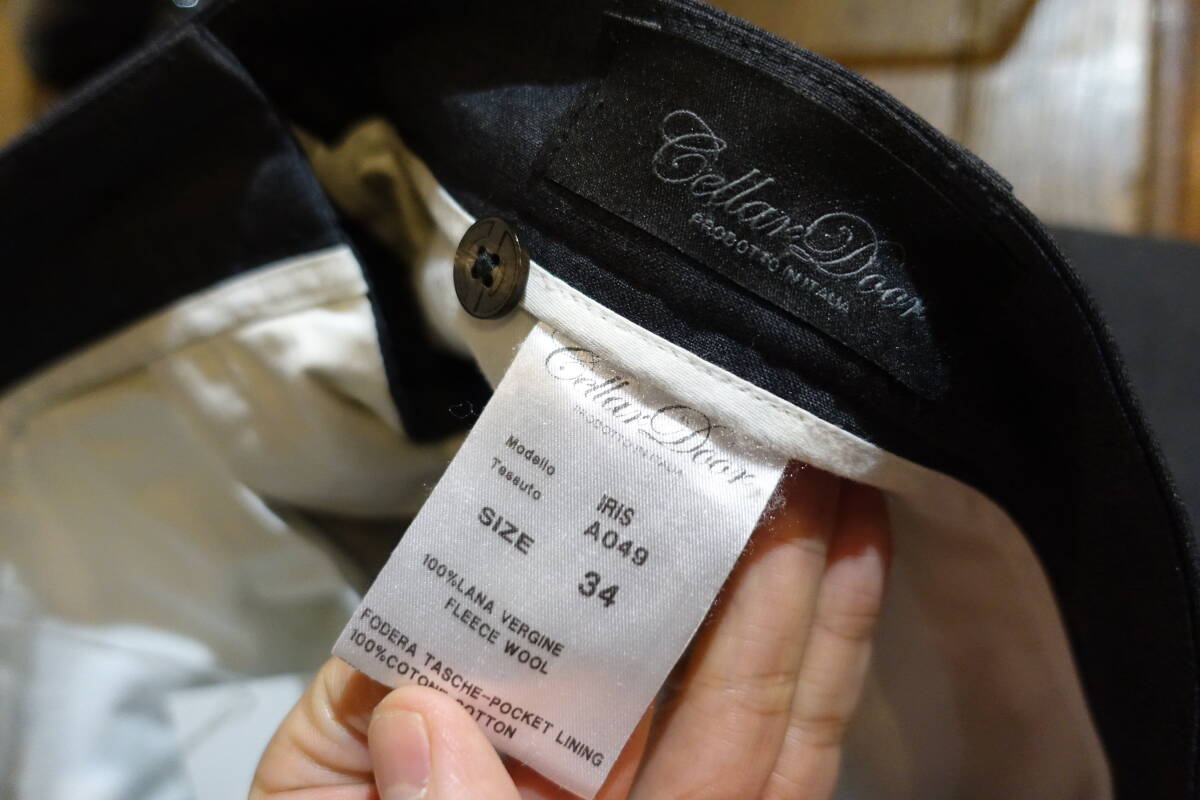 Cellar Door
PRODOTTO IN ITALIA
Cellar Door
PRODOTTO IN ITALIA
Modello IRIS
Tessuto A049
SIZE 34
100%LANA VERGINE
FLEECE WOOL
FODERA TASCHE-POCKET LINING
100%COTONE COTTON